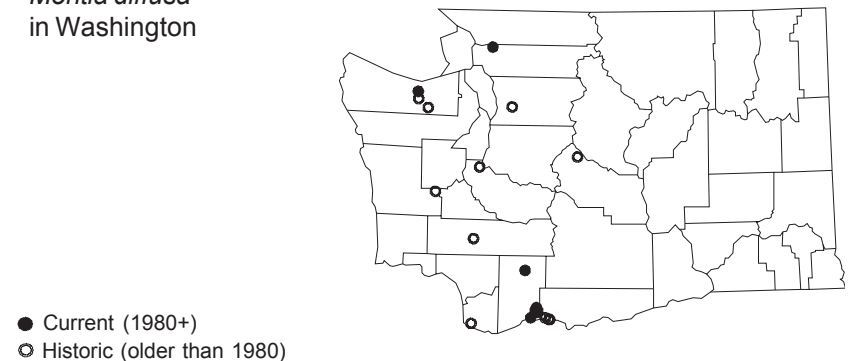 Montia diffusa
in Washington
Current (1980+)
Historic (older than 1980)